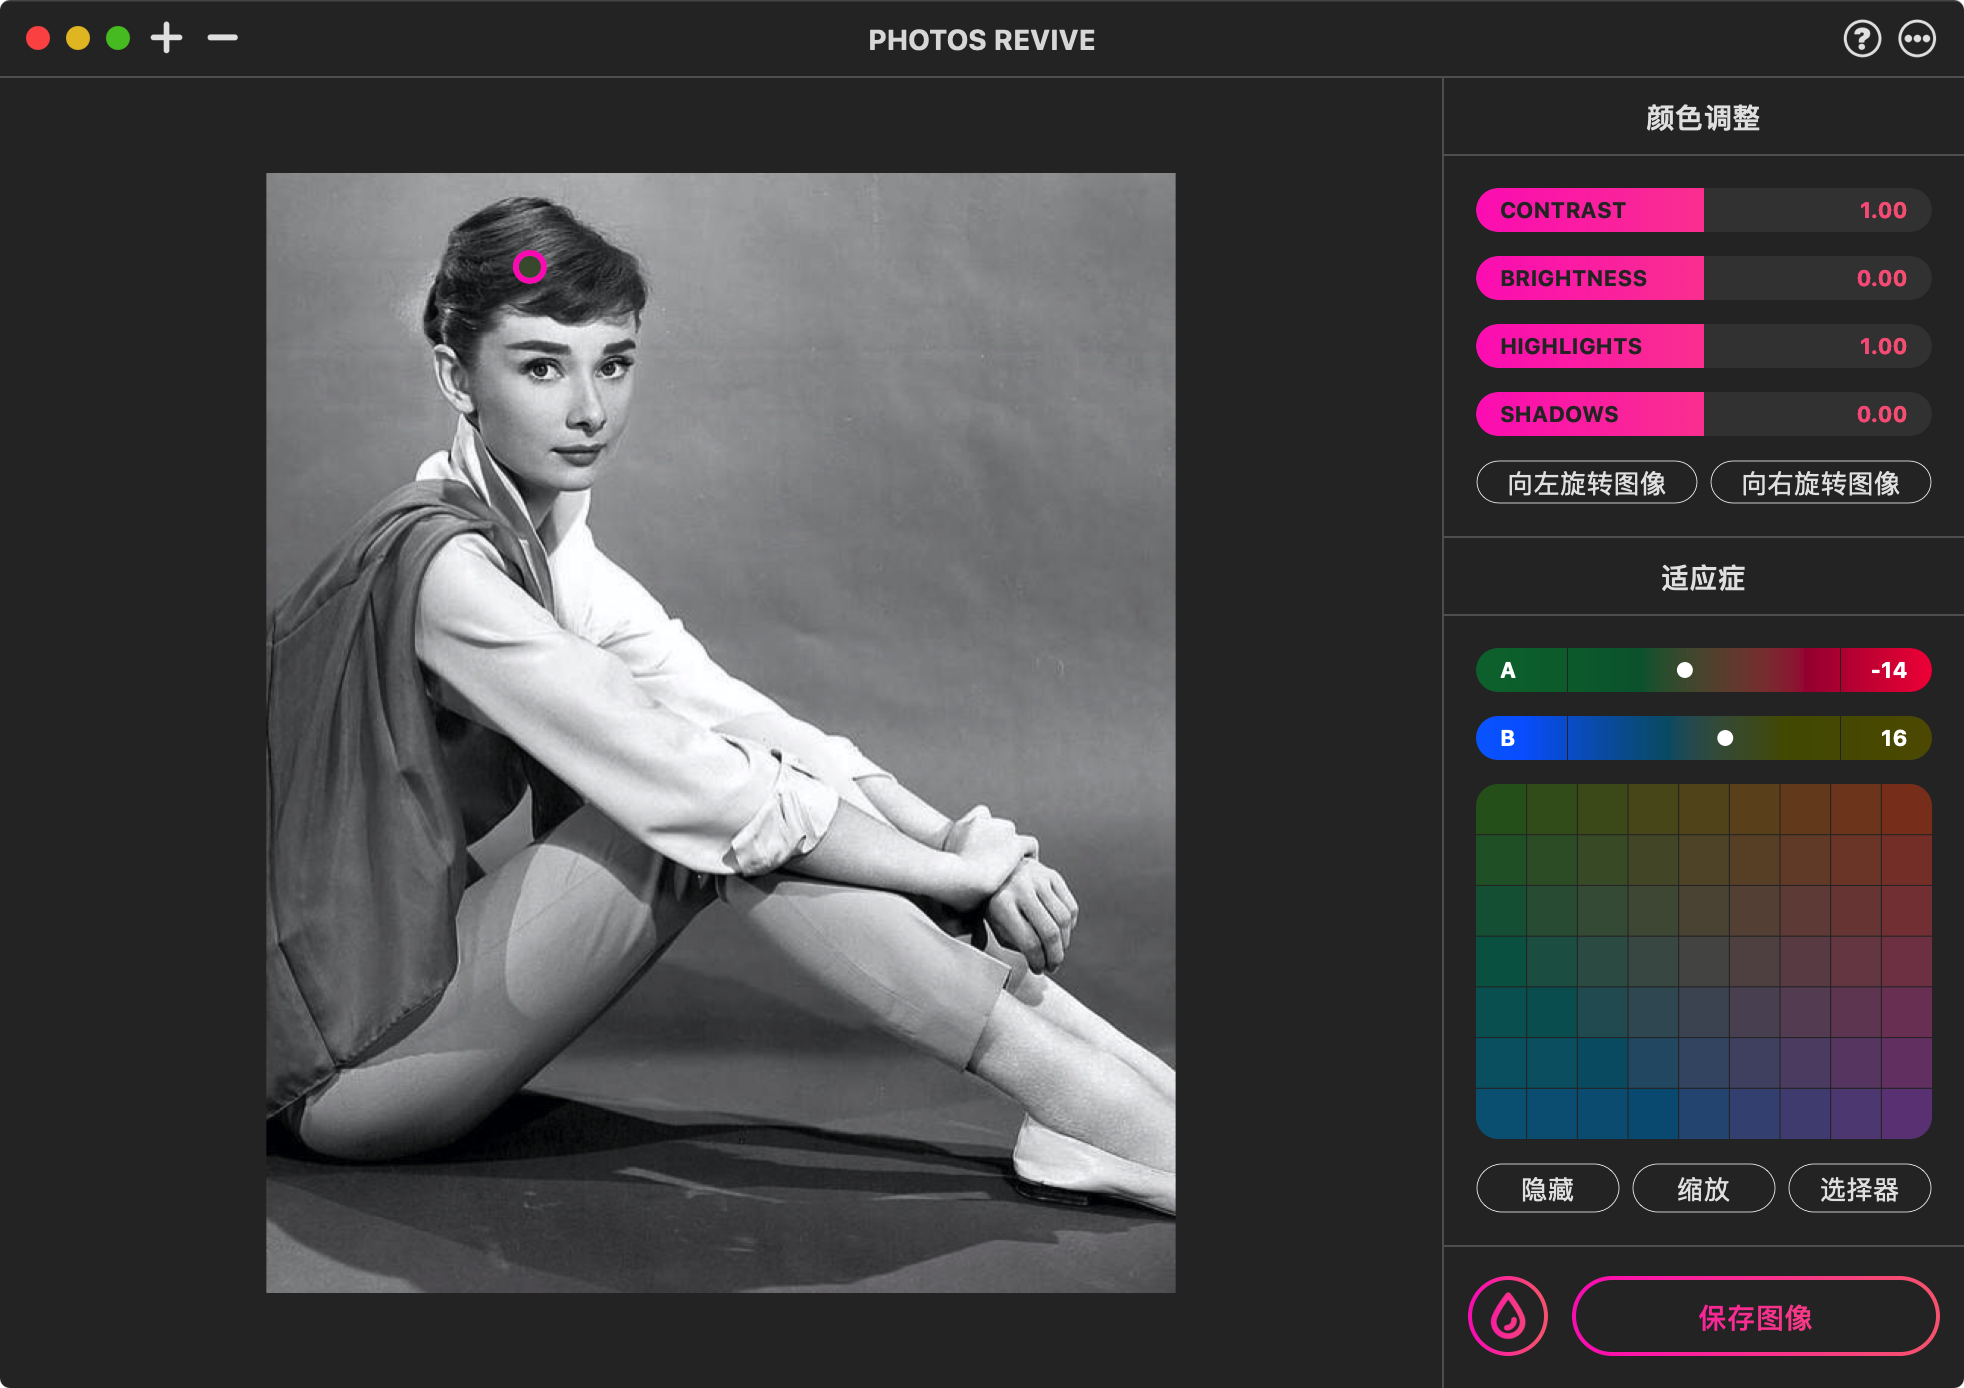 PHOTOS REVIVE
颜色调整
CONTRAST 1.00
BRIGHTNESS 0.00
HIGHLIGHTS 1.00
SHADOWS 0.00
向左旋转图像 向右旋转图像
适应症
A -14
B 16
隐藏 缩放 选择器
保存图像